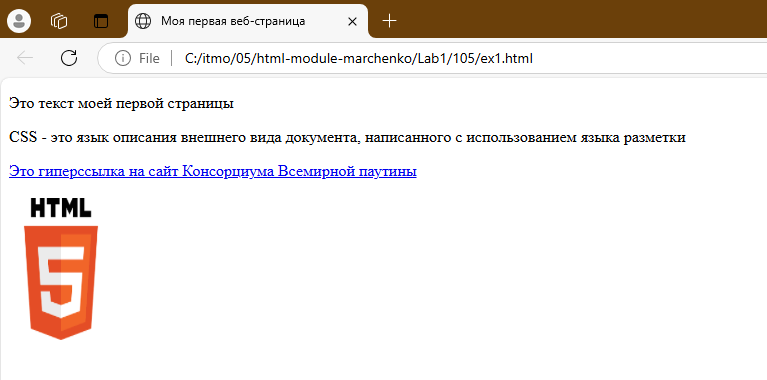 Моя первая веб-страница
File
C:/itmo/05/html-module-marchenko/Lab1/105/ex1.html
Это текст моей первой страницы
CSS - это язык описания внешнего вида документа, написанного с использованием языка разметки
Это гиперссылка на сайт Консорциума Всемирной паутины
HTML
5